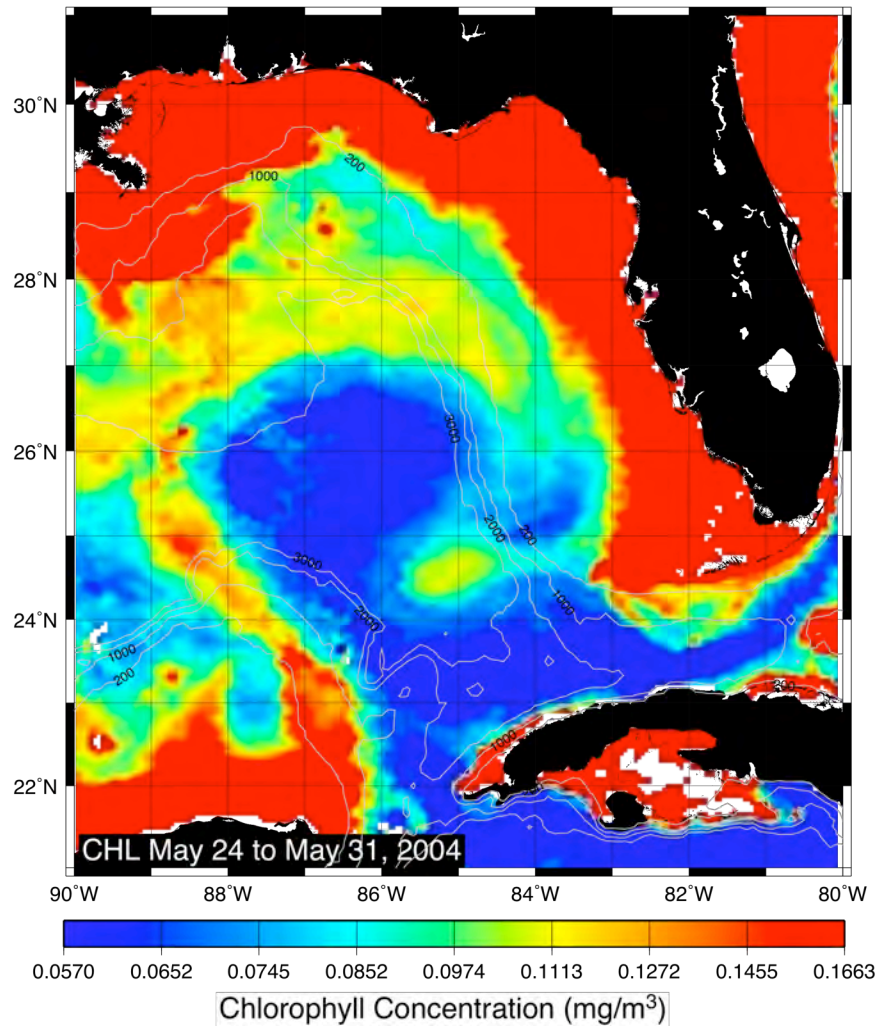 30°N
200
1000
28°N
3000
26°N
2000
200
3000
1000
24°N
2000
1000
200
200
1000
22°N
CHL May 24 to May 31, 2004
90°W 88°W 86°W 84°W 82°W 80°W
0.0570 0.0652 0.0745 0.0852 0.0974 0.1113 0.1272 0.1455 0.1663
Chlorophyll Concentration (mg/m³)